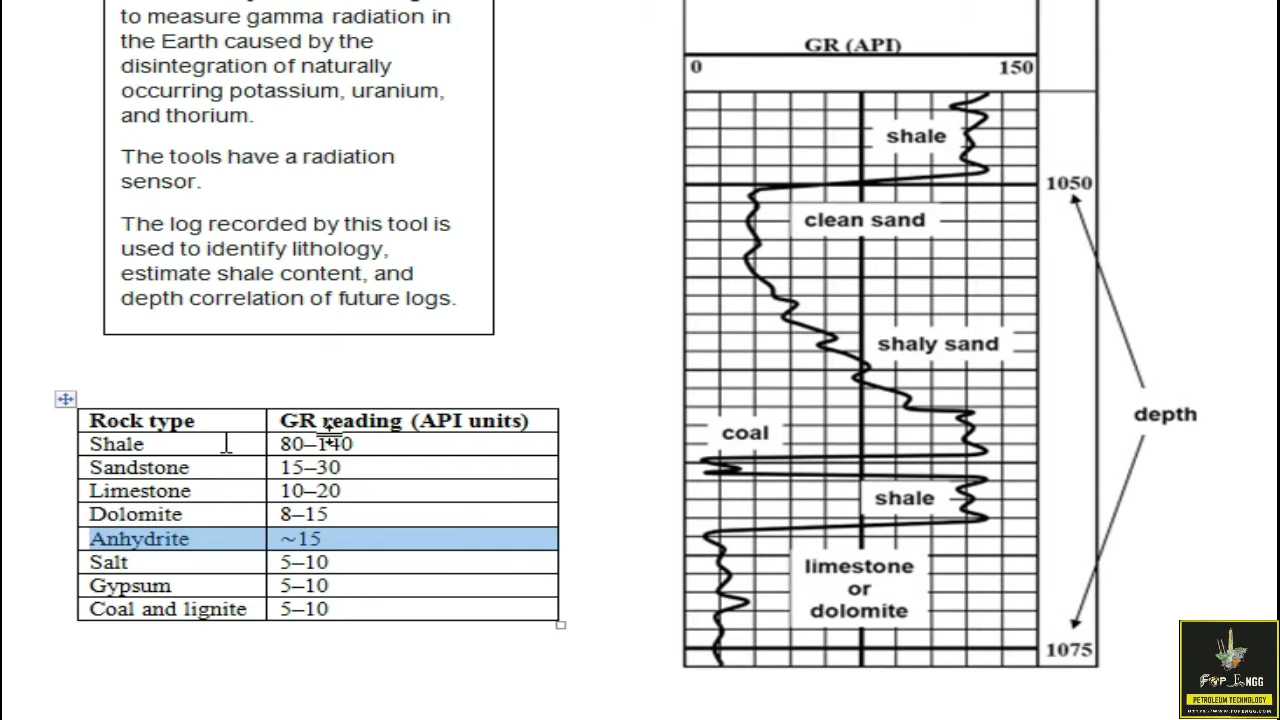 to measure gamma radiation in
the Earth caused by the
disintegration of naturally
occurring potassium, uranium,
and thorium.
The tools have a radiation
sensor.
The log recorded by this tool is
used to identify lithology,
estimate shale content, and
depth correlation of future logs.
Rock type GR reading (API units)
Shale 80–140
Sandstone 15–30
Limestone 10–20
Dolomite 8–15
Anhydrite ~15
Salt 5–10
Gypsum 5–10
Coal and lignite 5–10
GR (API)
0 150
shale
1050
clean sand
shaly sand
depth
coal
shale
limestone
or
dolomite
1075
PETROLEUM TECHNOLOGY